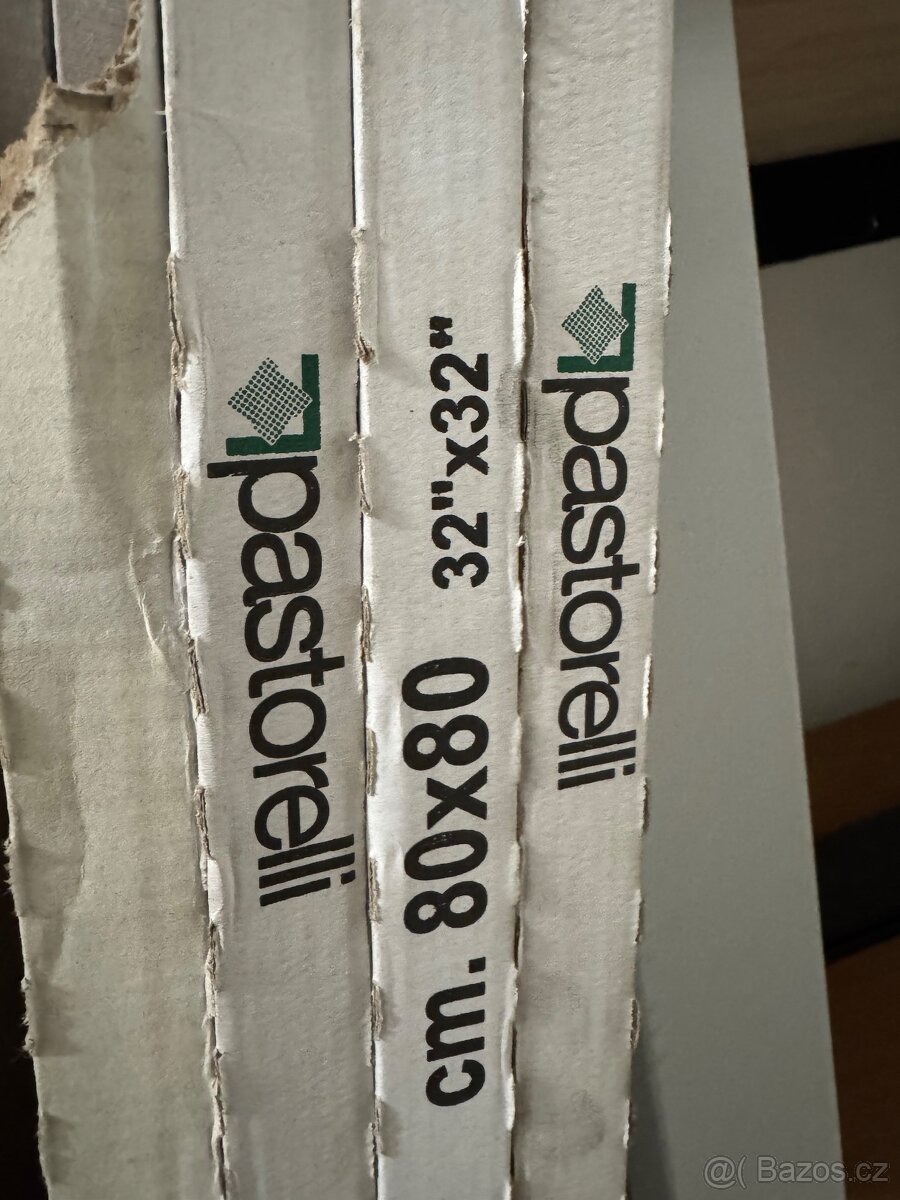 pastorelli
cm. 80x80 32"x32"
pastorelli
@( Bazos.cz